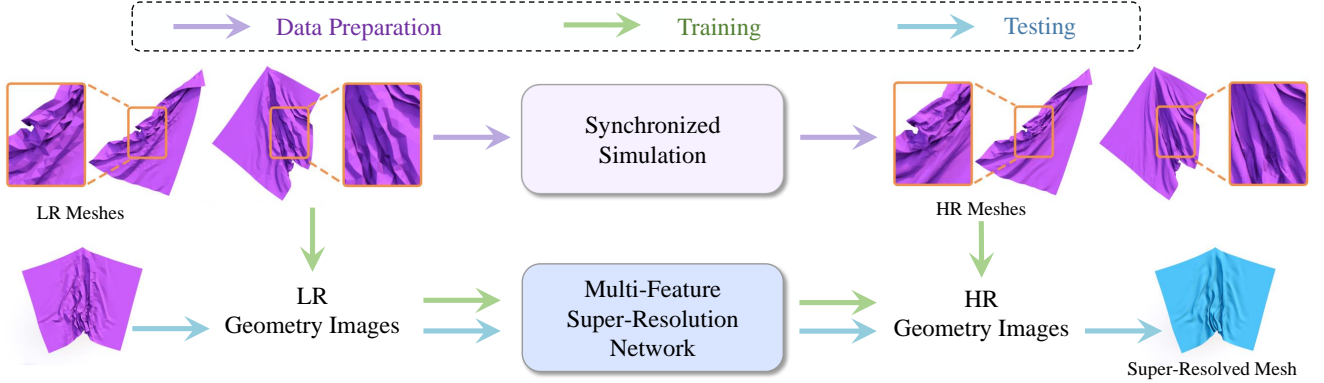 Data Preparation
Training
Testing
Synchronized
Simulation
LR Meshes
HR Meshes
LR
Geometry Images
Multi-Feature
Super-Resolution
Network
HR
Geometry Images
Super-Resolved Mesh